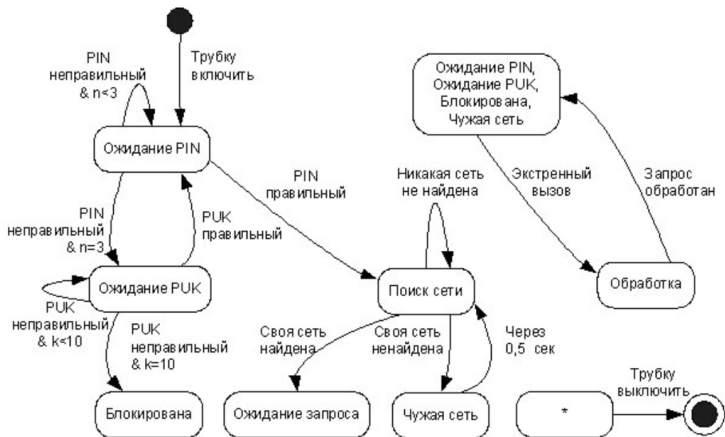 PIN
неправильный
& n<3
Трубку
включить
Ожидание PIN
PIN
неправильный
& n=3
PUK
правильный
PIN
правильный
Ожидание PUK
PUK
неправильный
& k<10
PUK
неправильный
& k=10
Блокирована
Никакая сеть
не найдена
Поиск сети
Своя сеть
найдена
Своя сеть
ненайдена
Через
0,5 сек
Ожидание запроса
Чужая сеть
Ожидание PIN,
Ожидание PUK,
Блокирована,
Чужая сеть
Экстренный
вызов
Запрос
обработан
Обработка
*
Трубку
выключить